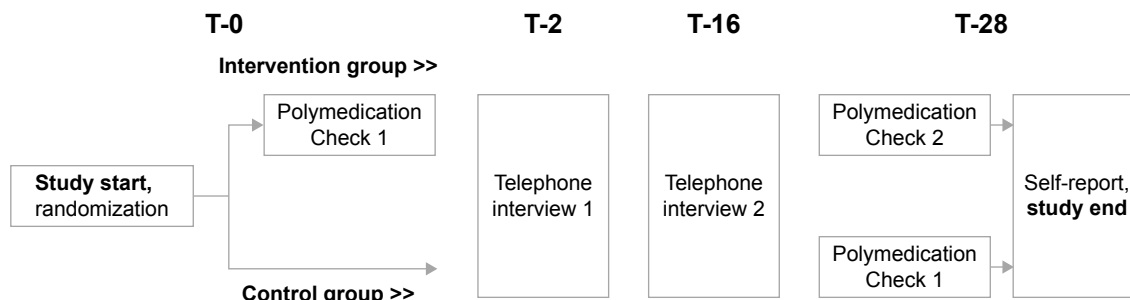 T-0
T-2
T-16
T-28
Intervention group >>
Polymedication
Check 1
Study start,
randomization
Control group >>
Telephone
interview 1
Telephone
interview 2
Polymedication
Check 2
Polymedication
Check 1
Self-report,
study end